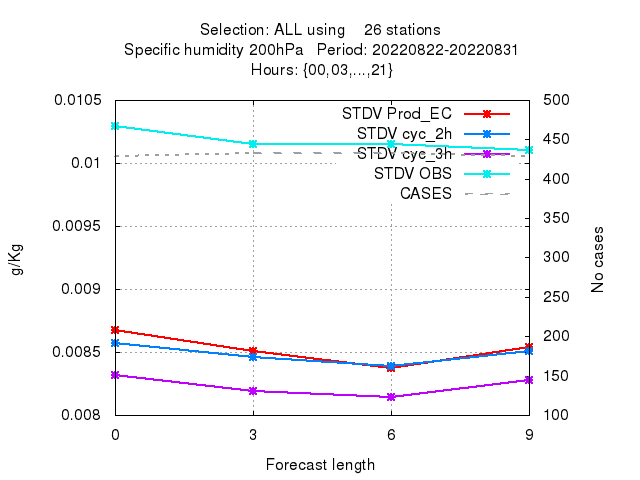 Selection: ALL using 26 stations
Specific humidity 200hPa Period: 20220822-20220831
Hours: {00,03,...,21}
0.0105
0.01
0.0095
0.009
0.0085
0.008
500
450
400
350
300
250
200
150
100
STDV Prod_EC
STDV cyc_2h
STDV cyc_3h
STDV OBS
CASES
g/Kg
No cases
0 3 6 9
Forecast length